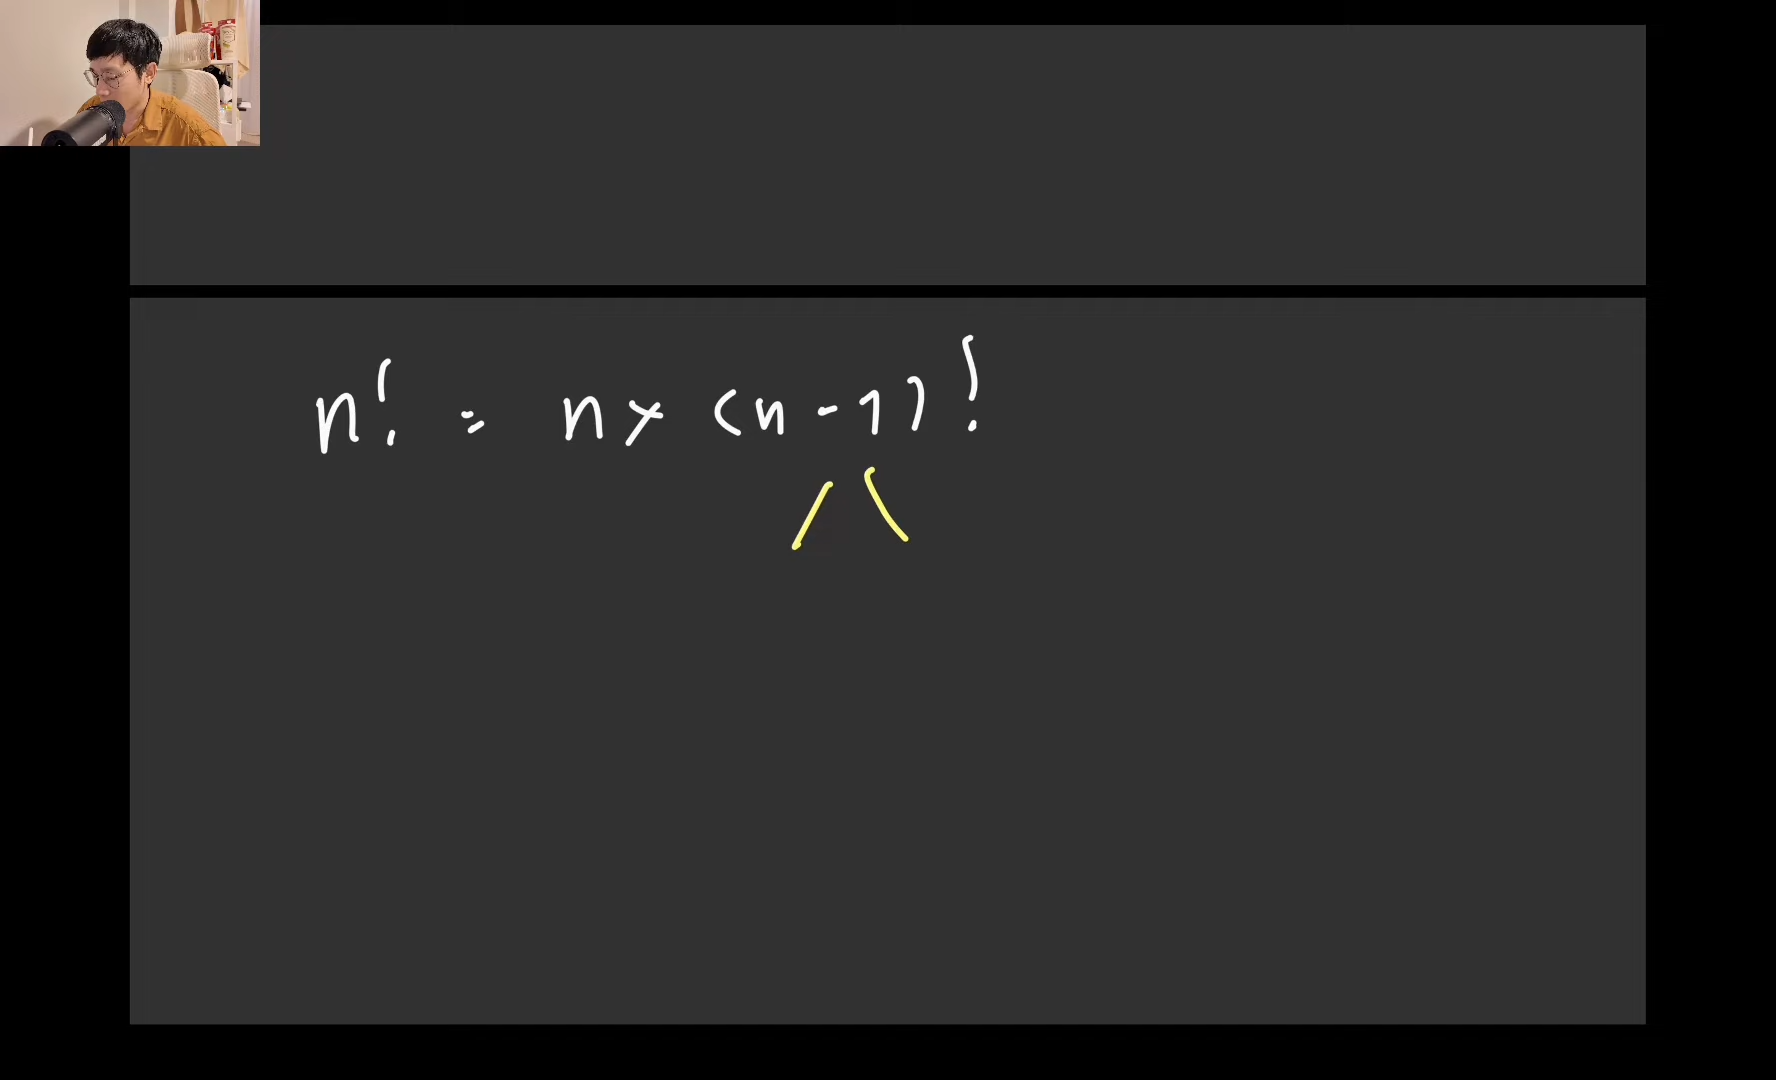 n! = n × (n - 1)!